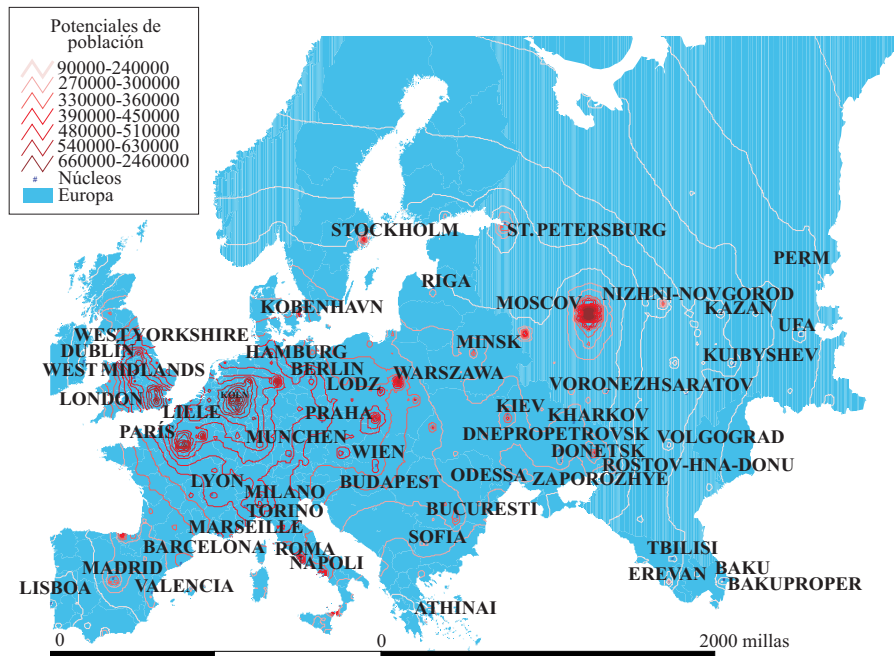 Potenciales de
población
90000-240000
270000-300000
330000-360000
390000-450000
480000-510000
540000-630000
660000-2460000
# Núcleos
Europa
STOCKHOLM
ST.PETERSBURG
PERM
RIGA
MOSCOV
NIZHNI-NOVGOROD
KAZAN
KOBENHAVN
UFA
WEST YORKSHIRE
MINSK
DUBLIN
HAMBURG
KUIBYSHEV
WEST MIDLANDS
BERLIN
LODZ
WARSZAWA
VORONEZH
SARATOV
LONDON
KOLN
LILLE
PRAHA
KIEV
KHARKOV
PARÍS
MUNCHEN
DNEPROPETROVSK
VOLGOGRAD
WIEN
DONETSK
ROSTOV-HNA-DONU
LYON
BUDAPEST
ODESSA
ZAPOROZHYE
MILANO
TORINO
BUCURESTI
MARSEILLE
SOFIA
BARCELONA
ROMA
TBILISI
NAPOLI
MADRID
EREVAN
BAKU
LISBOA
VALENCIA
BAKUPROPER
ATHINAI
0 0 2000 millas